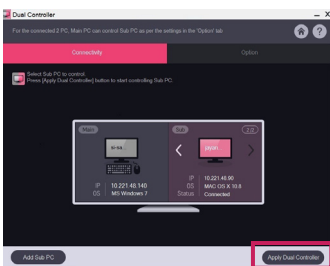 Dual Controller
For the connected 2 PC, Main PC can control Sub PC as per the settings in the 'Option' tab
Connectivity
Option
Select Sub PC to control.
Press [Apply Dual Controller] button to start controlling Sub PC.
Main
Sub
2/2
IP 10.221.48.140
OS MS Windows 7
IP 10.221.48.90
OS MAC OS X 10.8
Status Connected
Add Sub PC
Apply Dual Controller